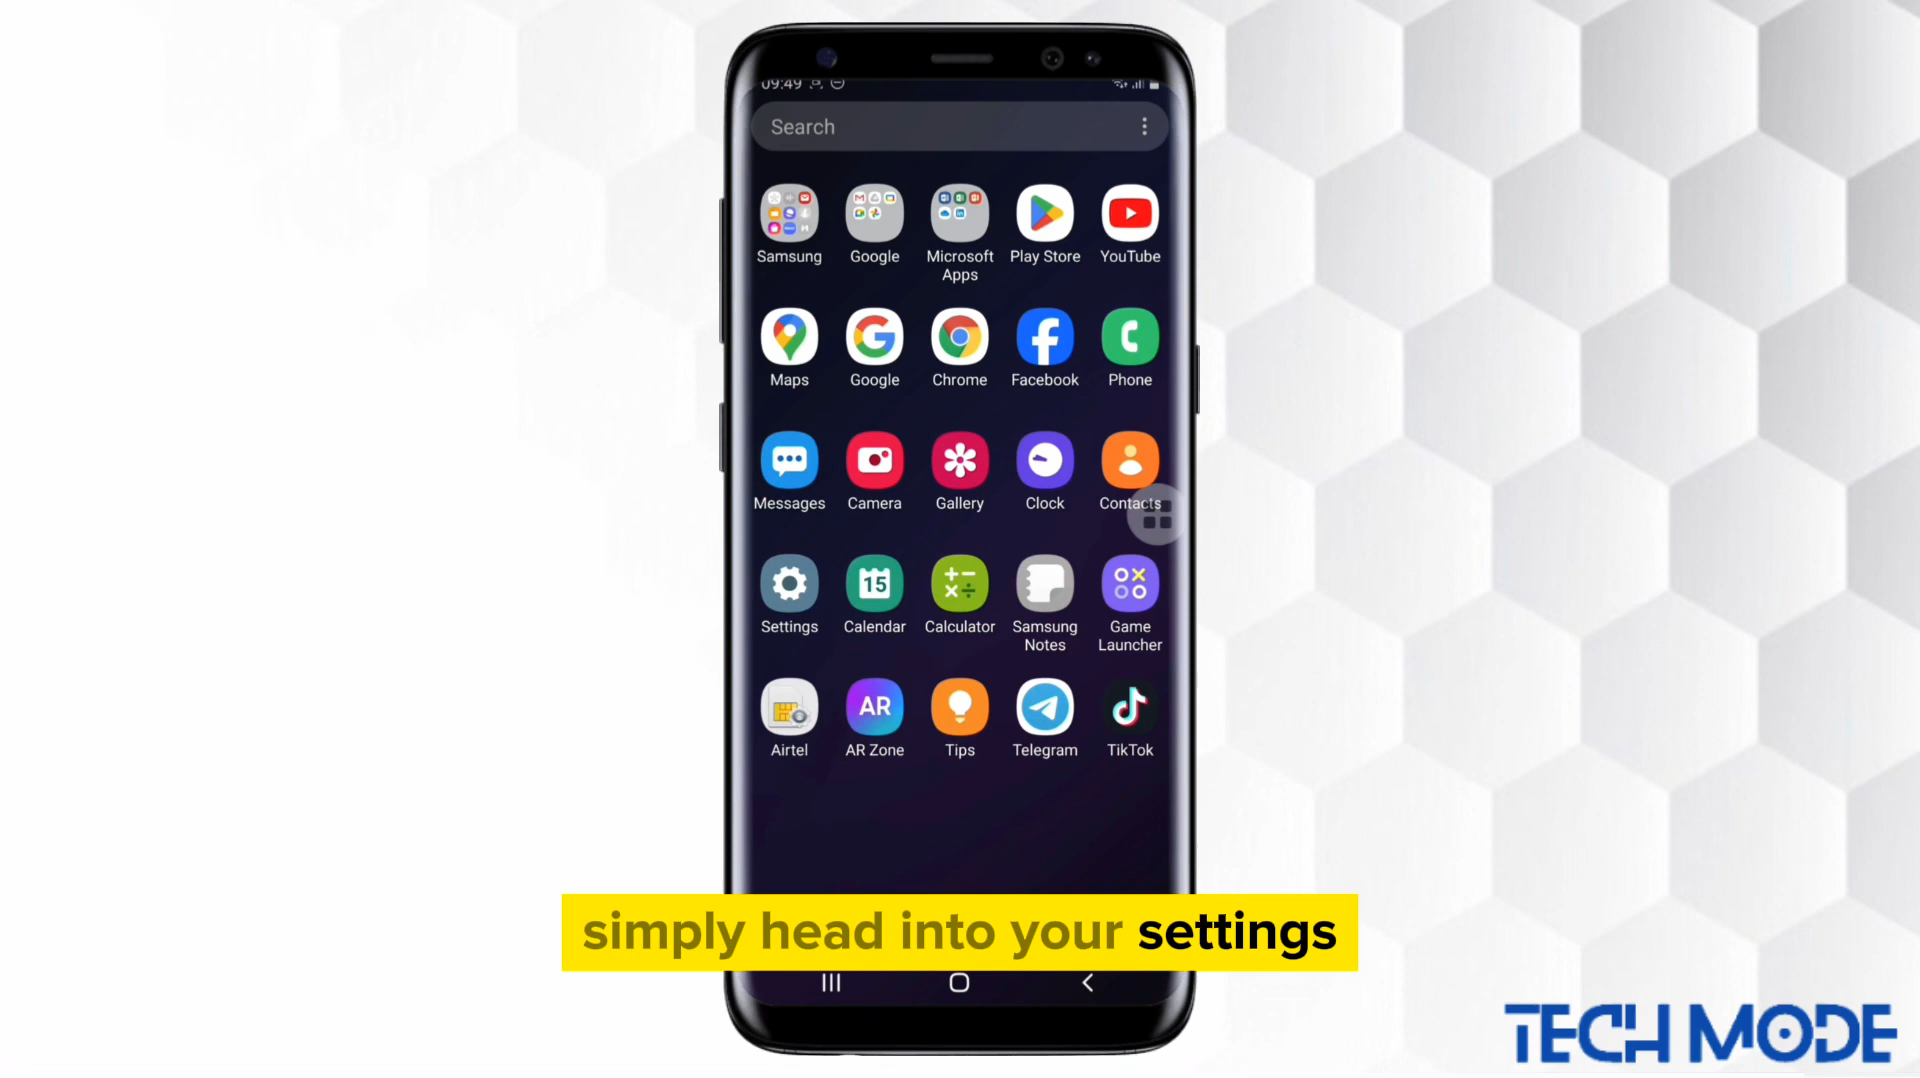 09:49
Search
Samsung Google Microsoft Apps Play Store YouTube
Maps Google Chrome Facebook Phone
Messages Camera Gallery Clock Contacts
15
Settings Calendar Calculator Samsung Notes Game Launcher
AR
Airtel AR Zone Tips Telegram TikTok
simply head into your settings
TECH MODE